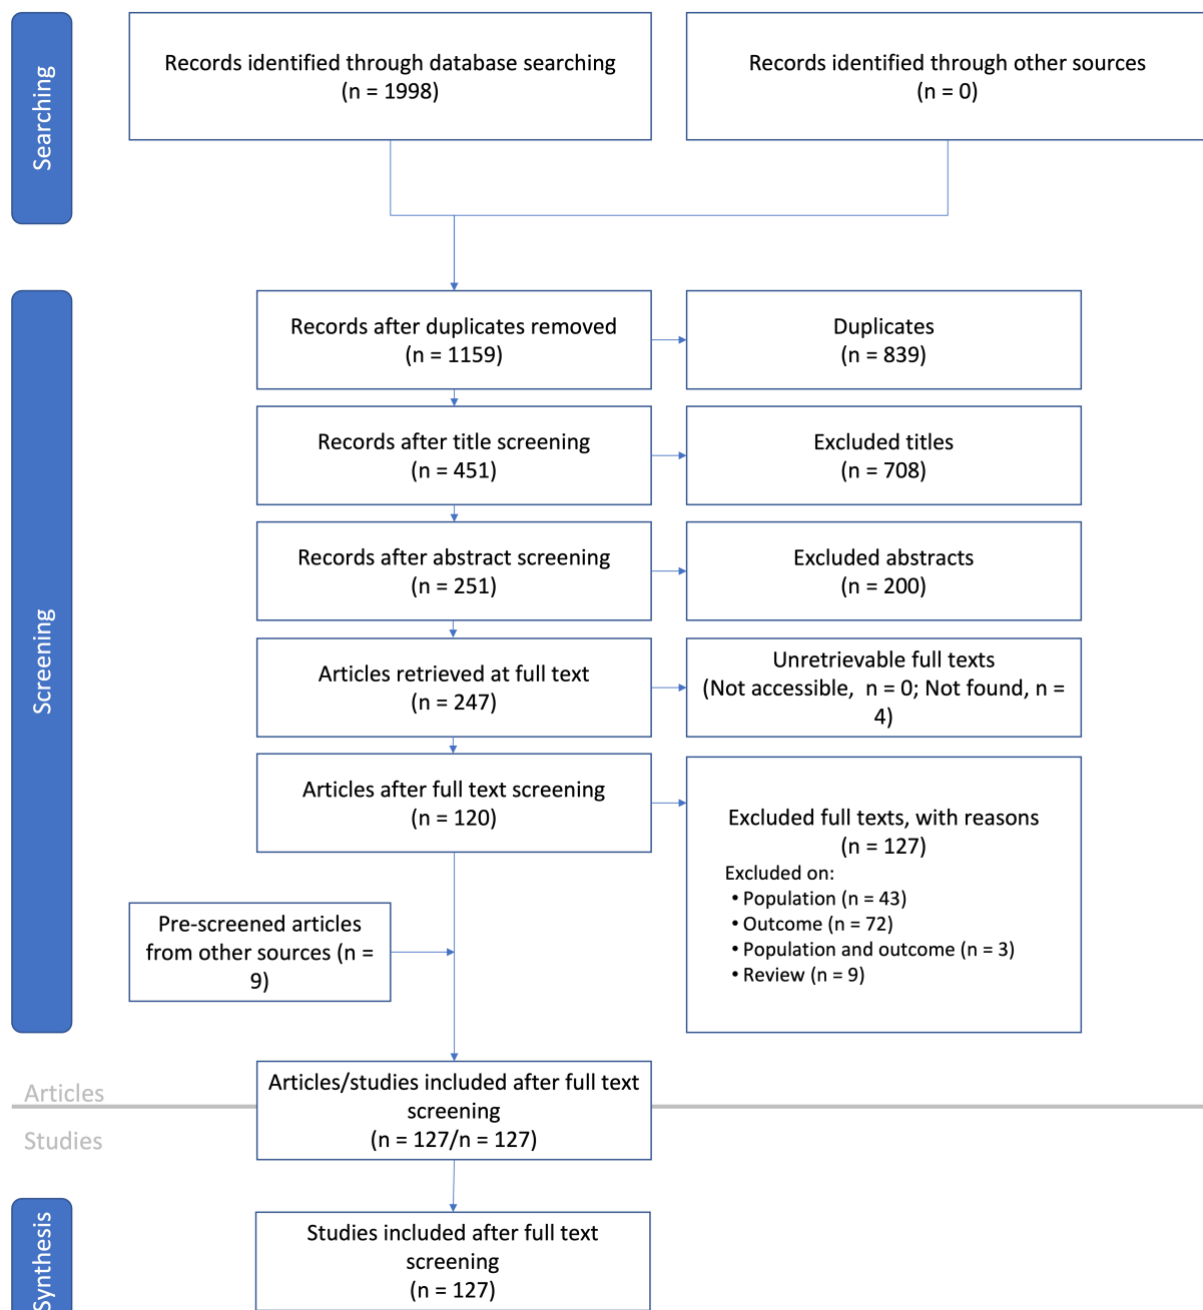 Searching
Records identified through database searching
(n = 1998)
Records identified through other sources
(n = 0)
Screening
Records after duplicates removed
(n = 1159)
Duplicates
(n = 839)
Records after title screening
(n = 451)
Excluded titles
(n = 708)
Records after abstract screening
(n = 251)
Excluded abstracts
(n = 200)
Articles retrieved at full text
(n = 247)
Unretrievable full texts
(Not accessible,  n = 0; Not found, n =
4)
Articles after full text screening
(n = 120)
Excluded full texts, with reasons
(n = 127)
Excluded on:
• Population (n = 43)
• Outcome (n = 72)
• Population and outcome (n = 3)
• Review (n = 9)
Pre-screened articles
from other sources (n =
9)
Articles
Studies
Articles/studies included after full text
screening
(n = 127/n = 127)
Synthesis
Studies included after full text
screening
(n = 127)